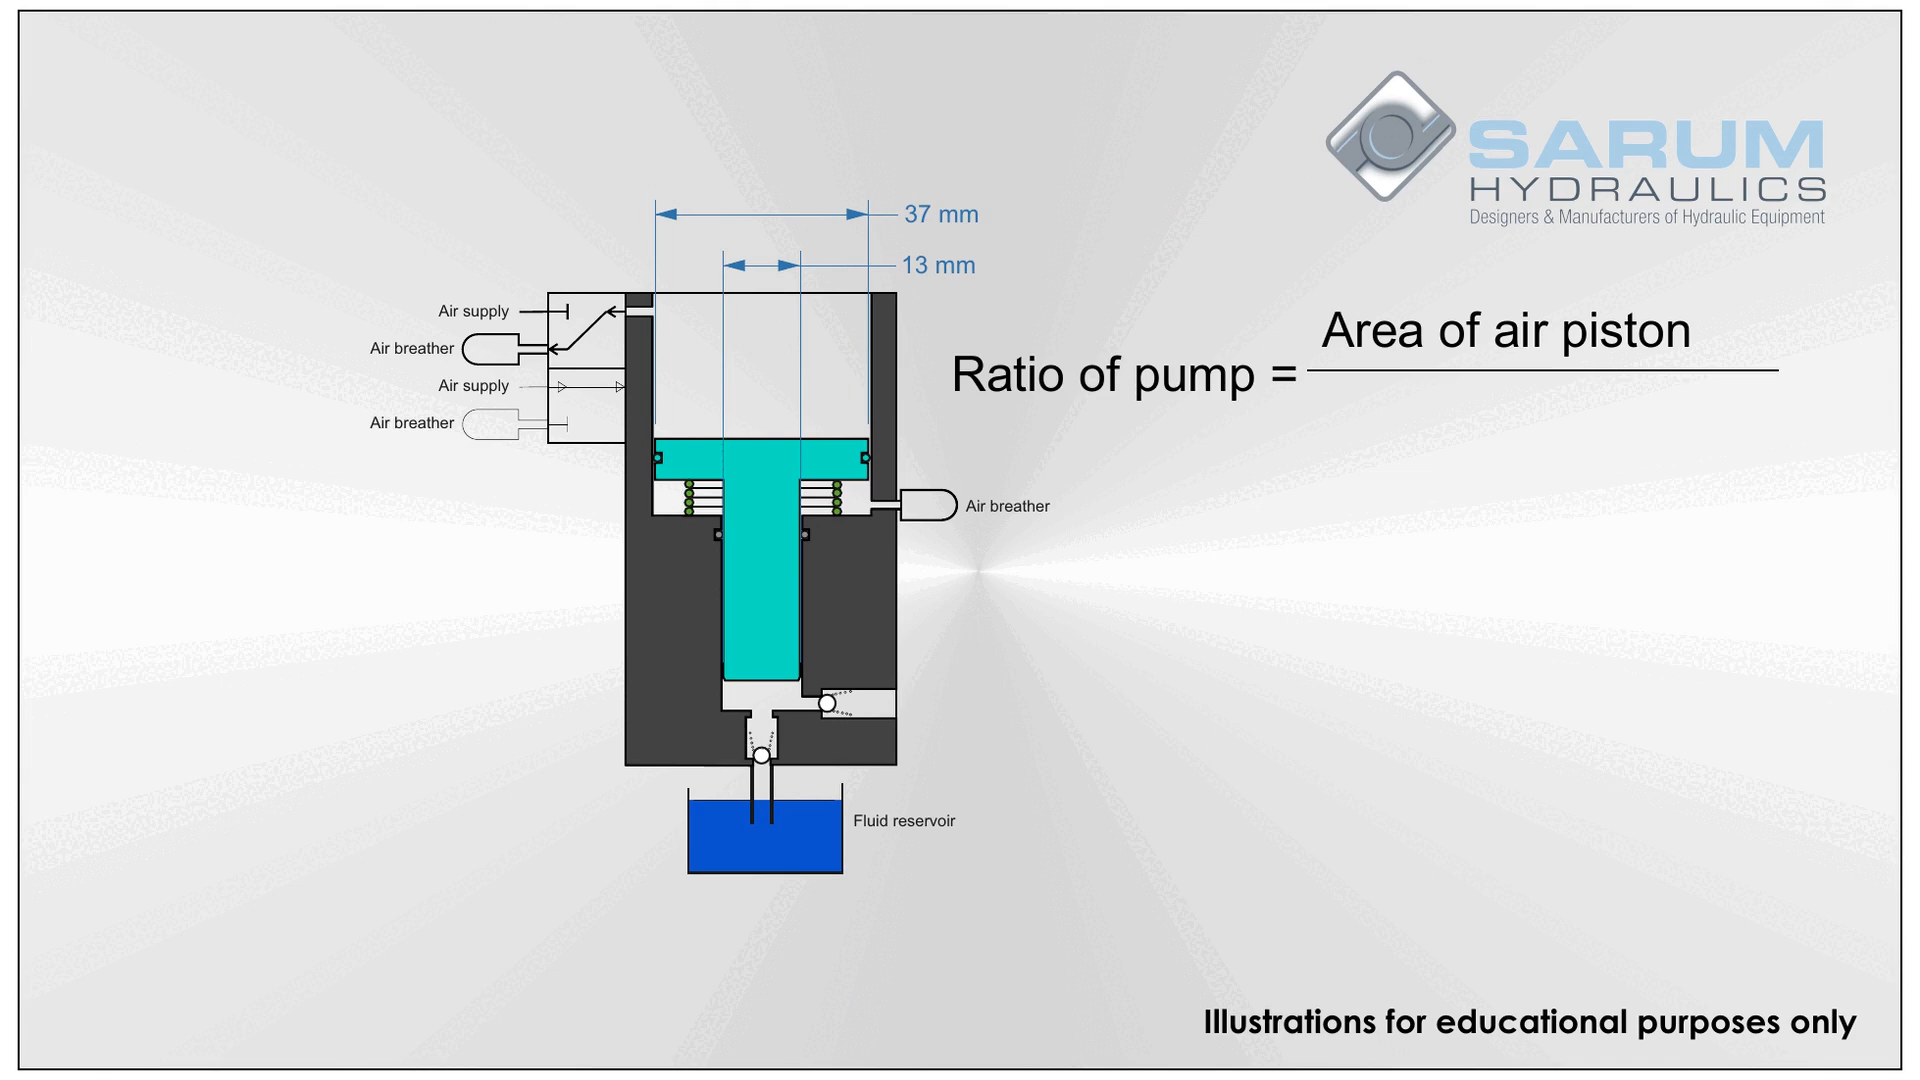 SARUM
HYDRAULICS
Designers & Manufacturers of Hydraulic Equipment
37 mm
13 mm
Air supply
Air breather
Air supply
Air breather
Area of air piston
Ratio of pump =
Air breather
Fluid reservoir
Illustrations for educational purposes only